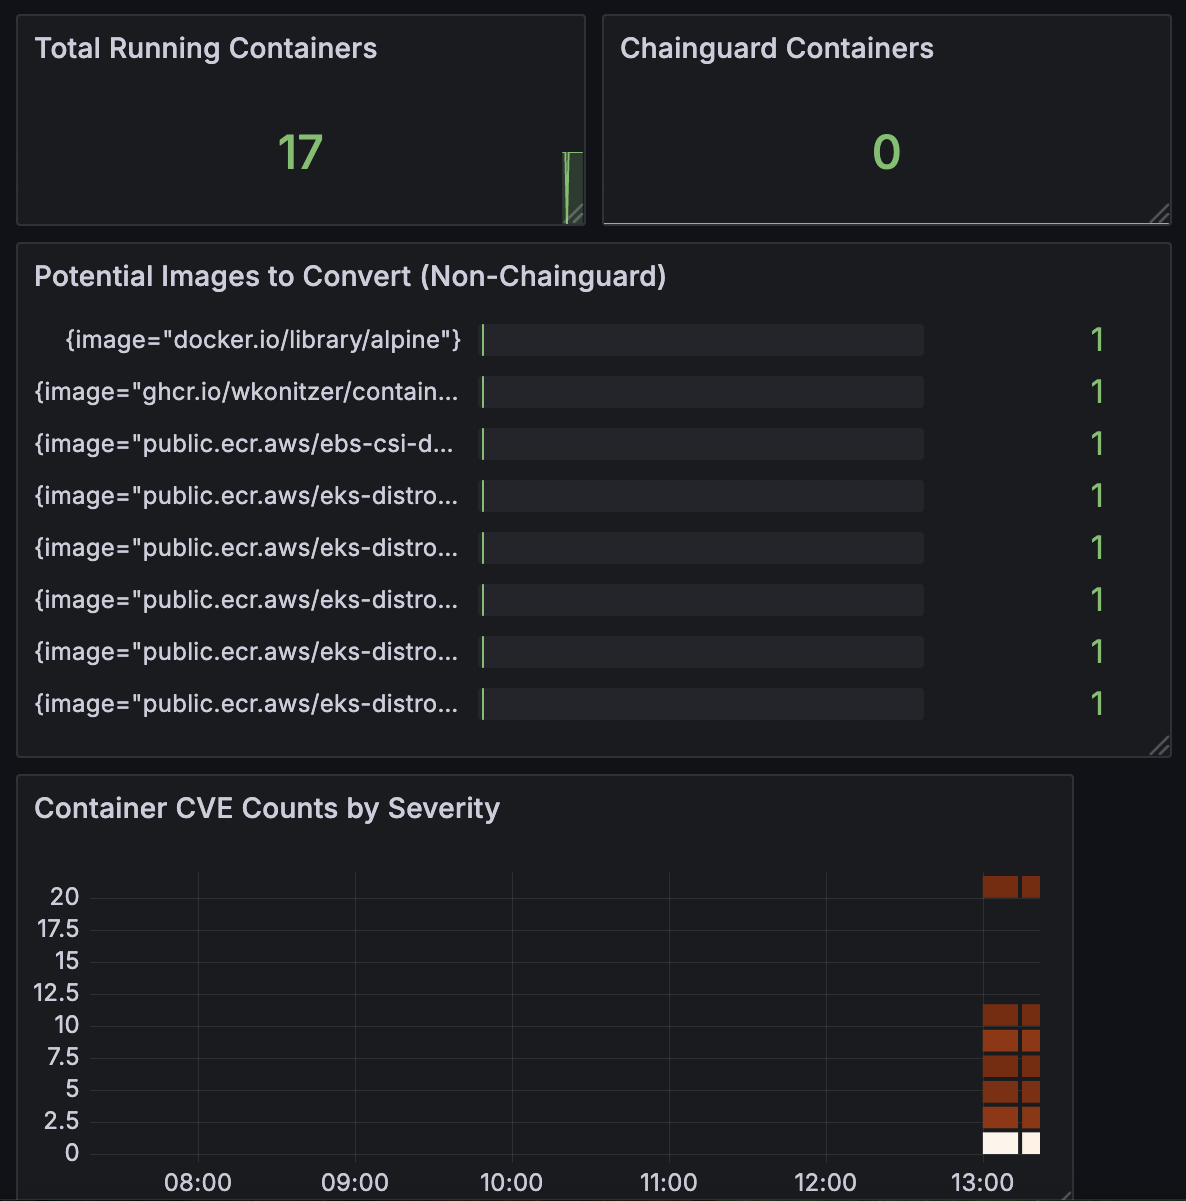 Total Running Containers
17
Chainguard Containers
0
Potential Images to Convert (Non-Chainguard)
{image="docker.io/library/alpine"} 1
{image="ghcr.io/wkonitzer/contain... 1
{image="public.ecr.aws/ebs-csi-d... 1
{image="public.ecr.aws/eks-distro... 1
{image="public.ecr.aws/eks-distro... 1
{image="public.ecr.aws/eks-distro... 1
{image="public.ecr.aws/eks-distro... 1
{image="public.ecr.aws/eks-distro... 1
Container CVE Counts by Severity
20
17.5
15
12.5
10
7.5
5
2.5
0
08:00 09:00 10:00 11:00 12:00 13:00